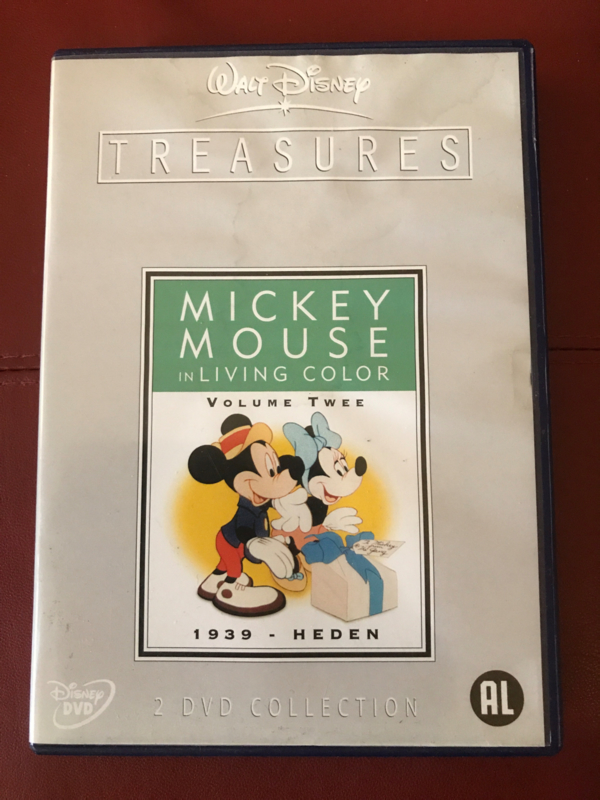 WALT DISNEY
TREASURES
MICKEY
MOUSE
IN LIVING COLOR
VOLUME TWEE
1939 - HEDEN
DISNEY
DVD
2 DVD COLLECTION
AL